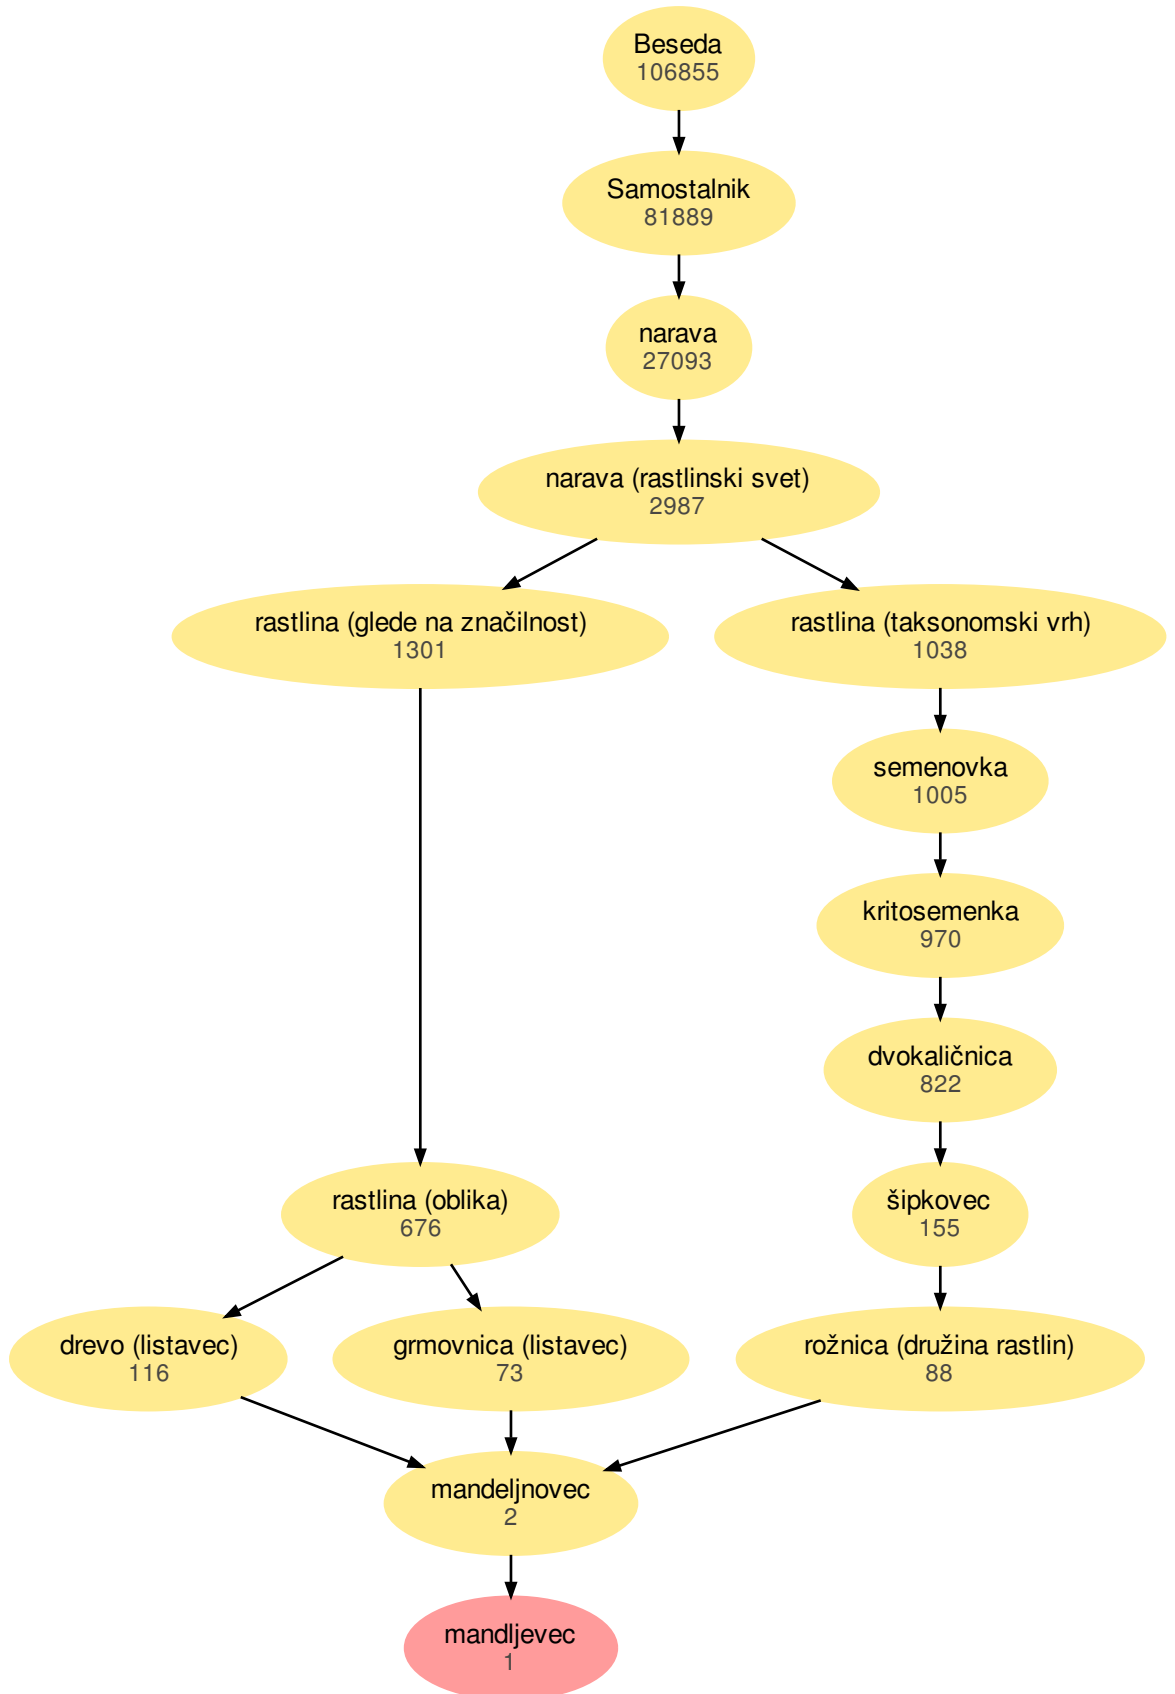 Beseda
106855
Samostalnik
81889
narava
27093
narava (rastlinski svet)
2987
rastlina (glede na značilnost)
1301
rastlina (taksonomski vrh)
1038
semenovka
1005
kritosemenka
970
dvokaličnica
822
rastlina (oblika)
676
šipkovec
155
drevo (listavec)
116
grmovnica (listavec)
73
rožnica (družina rastlin)
88
mandeljnovec
2
mandljevec
1